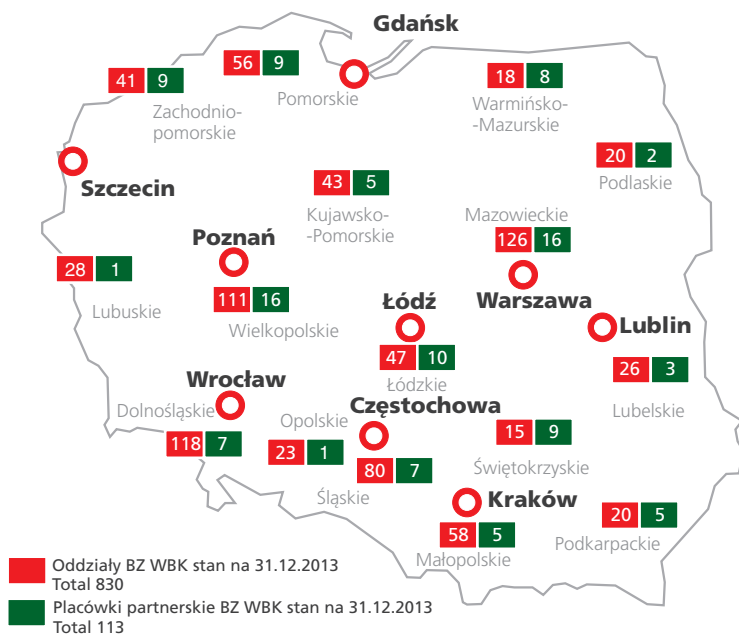 Gdańsk
56 9
Pomorskie
41 9
Zachodnio-
pomorskie
18 8
Warmińsko-
-Mazurskie
20 2
Podlaskie
Szczecin
43 5
Kujawsko-
-Pomorskie
Mazowieckie
126 16
Warszawa
Poznań
111 16
Wielkopolskie
28 1
Lubuskie
Łódź
47 10
Łódzkie
Lublin
26 3
Lubelskie
Wrocław
Dolnośląskie
118 7
Opolskie
23 1
Częstochowa
80 7
Śląskie
15 9
Świętokrzyskie
Kraków
58 5
Małopolskie
20 5
Podkarpackie
Oddziały BZ WBK stan na 31.12.2013
Total 830
Placówki partnerskie BZ WBK stan na 31.12.2013
Total 113